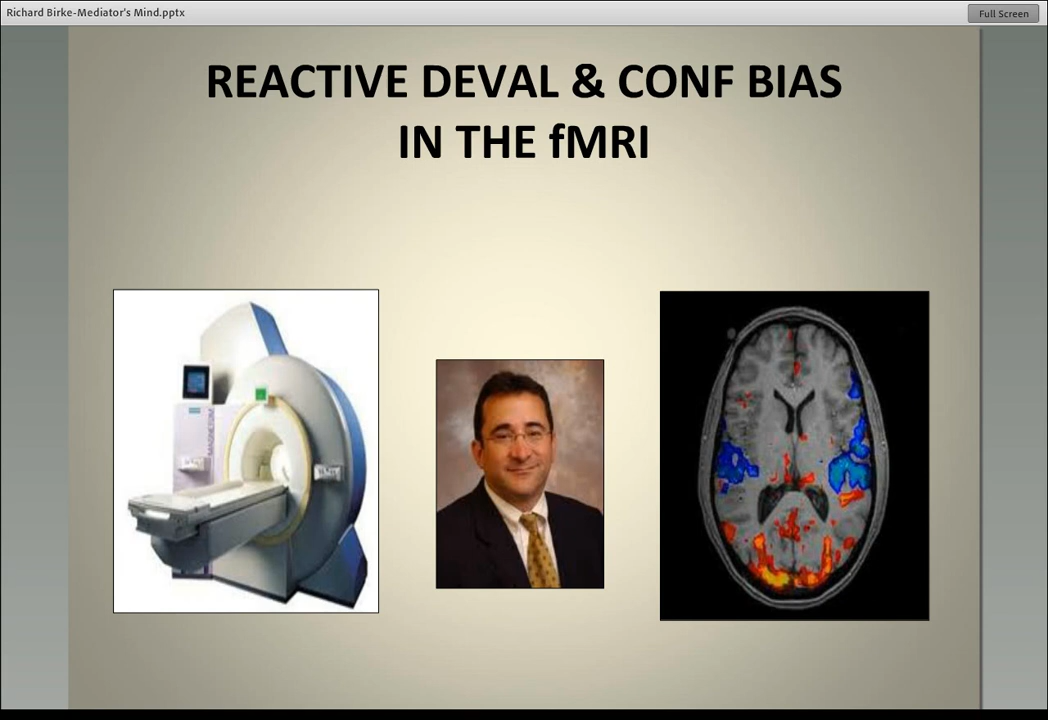 Richard Birke-Mediator's Mind.pptx
Full Screen
REACTIVE DEVAL & CONF BIAS
IN THE fMRI